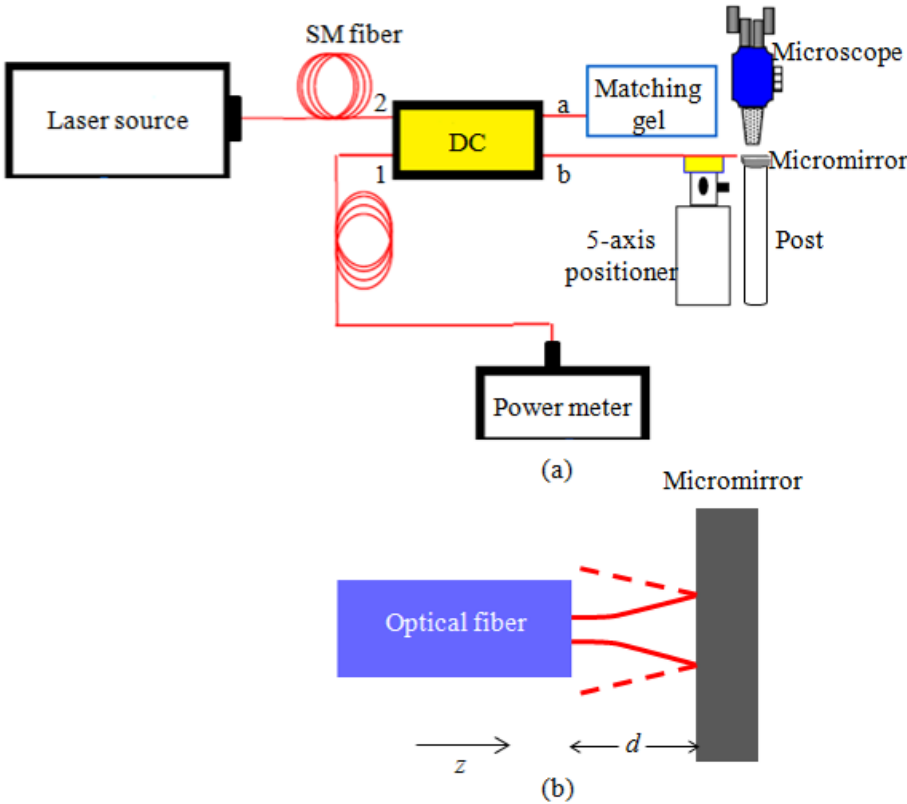 SM fiber
Microscope
Laser source
2
a
Matching
gel
DC
1
b
Micromirror
5-axis
positioner
Post
Power meter
(a)
Micromirror
Optical fiber
d
z
(b)